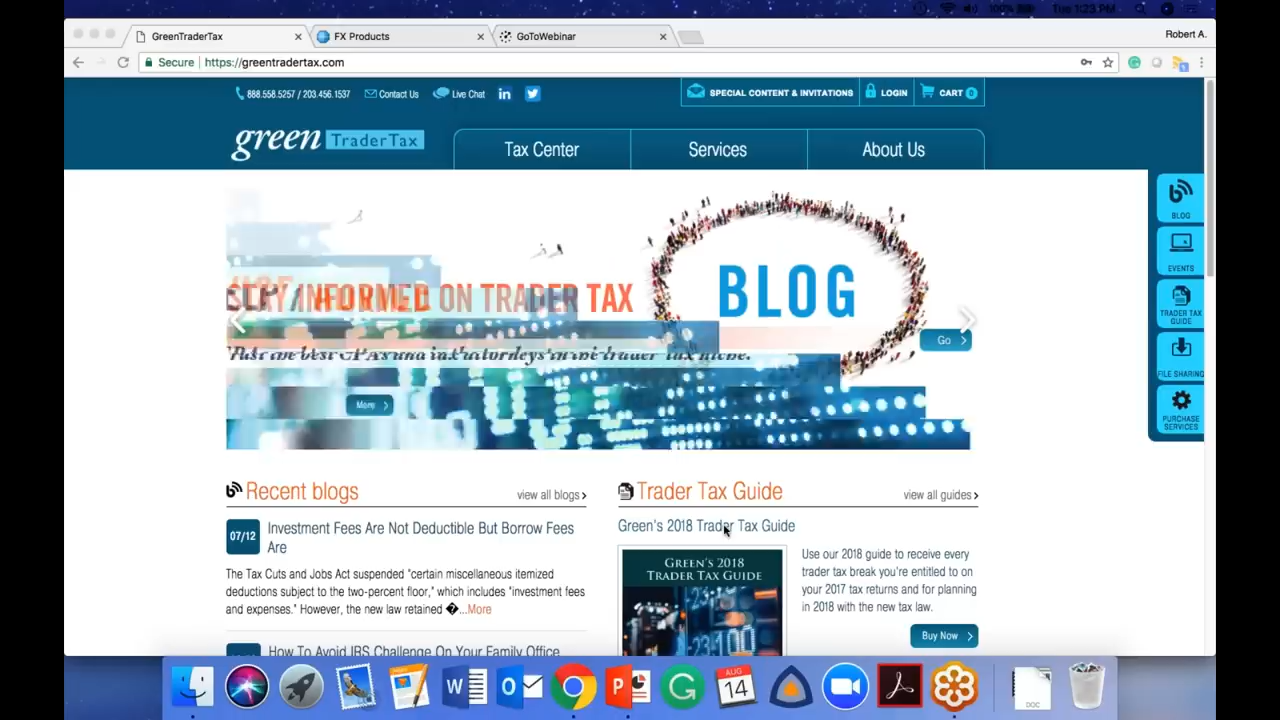 100%
Tue 1:23 PM
GreenTraderTax
FX Products
GoToWebinar
Robert A.
Secure
https://greentradertax.com
888.558.5257 / 203.456.1537
Contact Us
Live Chat
SPECIAL CONTENT & INVITATIONS
LOGIN
CART 0
green TraderTax
Tax Center
Services
About Us
BLOG
EVENTS
TRADER TAX
GUIDE
FILE SHARING
PURCHASE
SERVICES
INFORMED ON TRADER TAX
BLOG
Go
More
Recent blogs
view all blogs
07/12
Investment Fees Are Not Deductible But Borrow Fees
Are
The Tax Cuts and Jobs Act suspended "certain miscellaneous itemized
deductions subject to the two-percent floor," which includes "investment fees
and expenses." However, the new law retained �...More
How To Avoid IRS Challenge On Your Family Office
Trader Tax Guide
view all guides
Green's 2018 Trader Tax Guide
GREEN'S 2018
TRADER TAX GUIDE
Use our 2018 guide to receive every
trader tax break you're entitled to on
your 2017 tax returns and for planning
in 2018 with the new tax law.
Buy Now
AUG
14
DOC